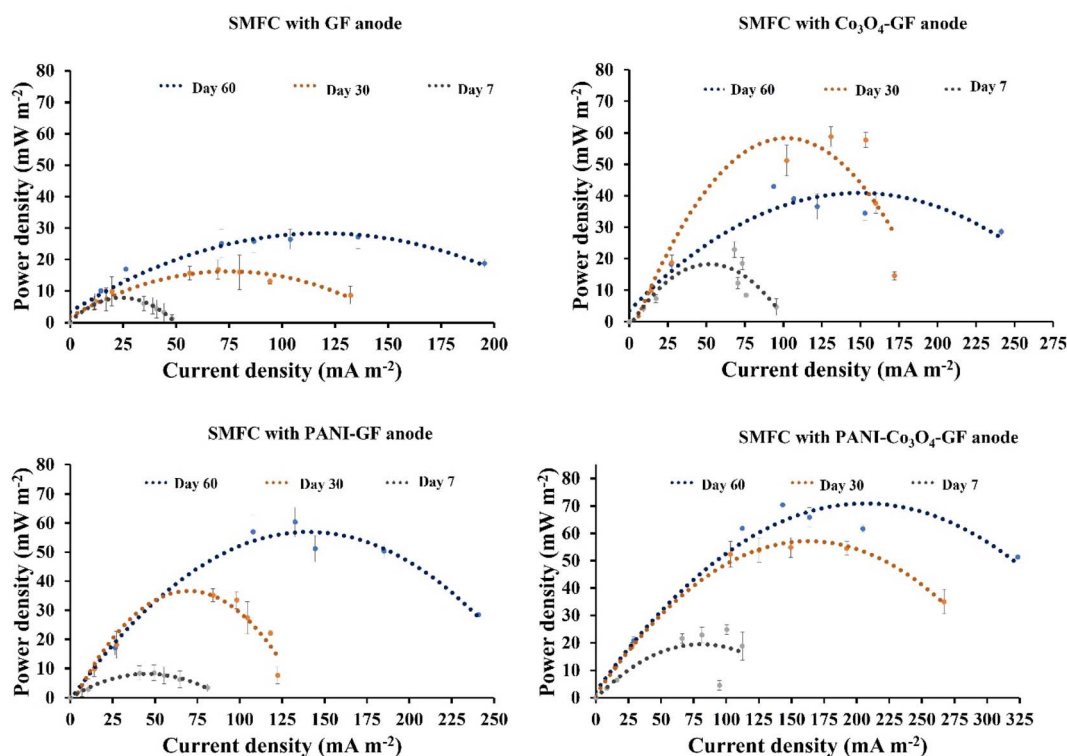 SMFC with GF anode
Day 60 Day 30 Day 7
Power density (mW m⁻²)
80
70
60
50
40
30
20
10
0
0 25 50 75 100 125 150 175 200
Current density (mA m⁻²)
SMFC with Co₃O₄-GF anode
Day 60 Day 30 Day 7
Power density (mW m⁻²)
80
70
60
50
40
30
20
10
0
0 25 50 75 100 125 150 175 200 225 250 275
Current density (mA m⁻²)
SMFC with PANI-GF anode
Day 60 Day 30 Day 7
Power density (mW m⁻²)
80
70
60
50
40
30
20
10
0
0 25 50 75 100 125 150 175 200 225 250
Current density (mA m⁻²)
SMFC with PANI-Co₃O₄-GF anode
Day 60 Day 30 Day 7
Power density (mW m⁻²)
80
70
60
50
40
30
20
10
0
0 25 50 75 100 125 150 175 200 225 250 275 300 325
Current density (mA m⁻²)